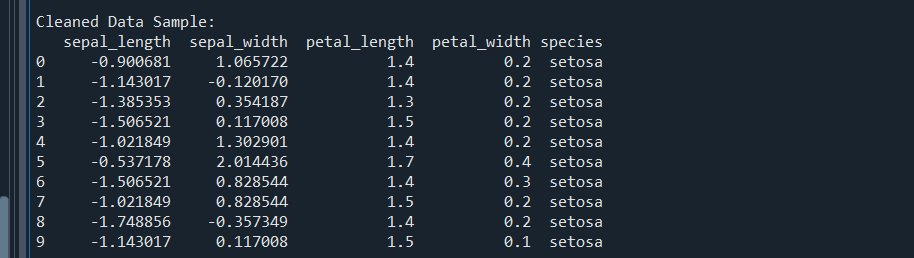 Cleaned Data Sample:
sepal_length sepal_width petal_length petal_width species
0 -0.900681 1.065722 1.4 0.2 setosa
1 -1.143017 -0.120170 1.4 0.2 setosa
2 -1.385353 0.354187 1.3 0.2 setosa
3 -1.506521 0.117008 1.5 0.2 setosa
4 -1.021849 1.302901 1.4 0.2 setosa
5 -0.537178 2.014436 1.7 0.4 setosa
6 -1.506521 0.828544 1.4 0.3 setosa
7 -1.021849 0.828544 1.5 0.2 setosa
8 -1.748856 -0.357349 1.4 0.2 setosa
9 -1.143017 0.117008 1.5 0.1 setosa